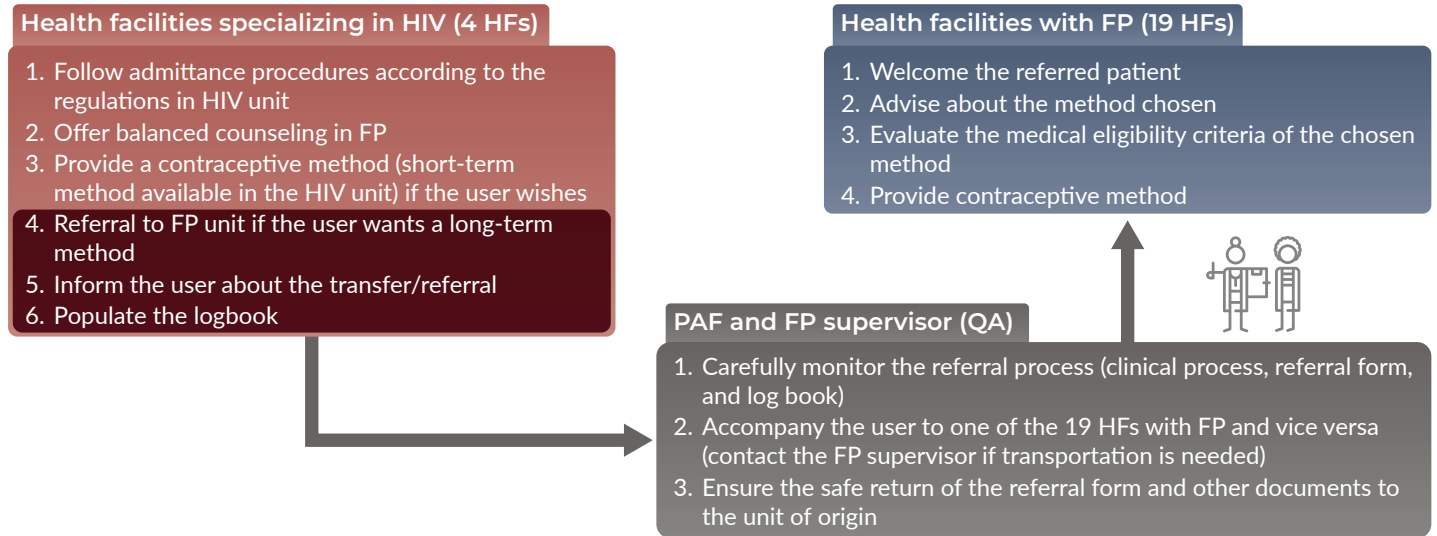 Health facilities specializing in HIV (4 HFs)
1. Follow admittance procedures according to the
regulations in HIV unit
2. Offer balanced counseling in FP
3. Provide a contraceptive method (short-term
method available in the HIV unit) if the user wishes
4. Referral to FP unit if the user wants a long-term
method
5. Inform the user about the transfer/referral
6. Populate the logbook
Health facilities with FP (19 HFs)
1. Welcome the referred patient
2. Advise about the method chosen
3. Evaluate the medical eligibility criteria of the chosen
method
4. Provide contraceptive method
PAF and FP supervisor (QA)
1. Carefully monitor the referral process (clinical process, referral form,
and log book)
2. Accompany the user to one of the 19 HFs with FP and vice versa
(contact the FP supervisor if transportation is needed)
3. Ensure the safe return of the referral form and other documents to
the unit of origin